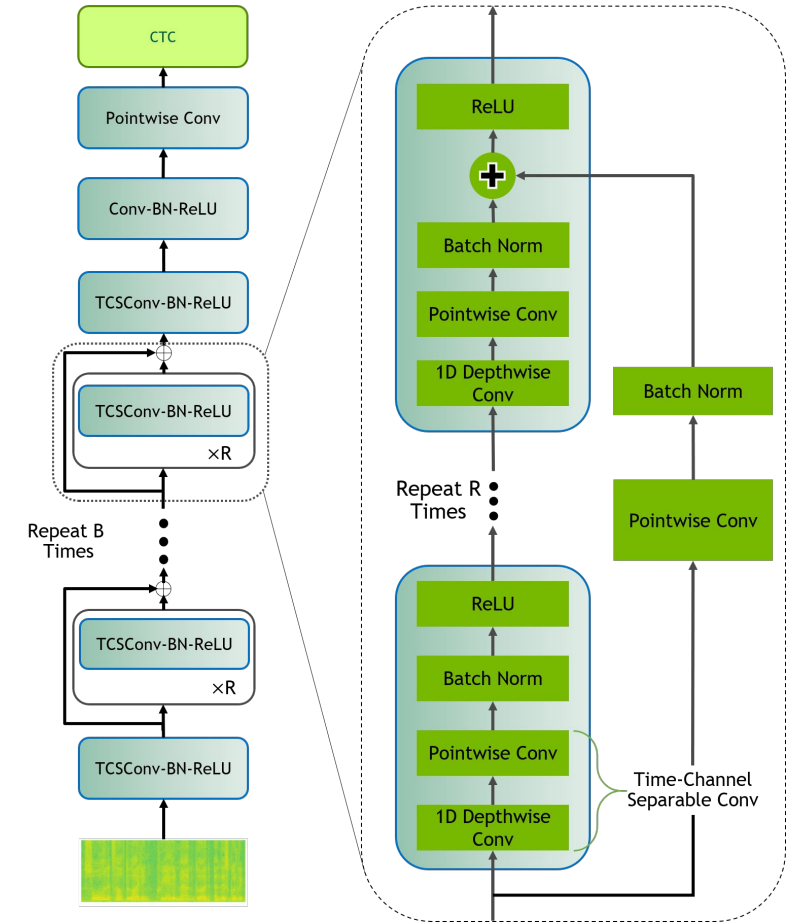 CTC
Pointwise Conv
Conv-BN-ReLU
TCSConv-BN-ReLU
TCSConv-BN-ReLU
×R
Repeat B
Times
TCSConv-BN-ReLU
×R
TCSConv-BN-ReLU
ReLU
Batch Norm
Pointwise Conv
1D Depthwise
Conv
Repeat R
Times
ReLU
Batch Norm
Pointwise Conv
1D Depthwise
Conv
Batch Norm
Pointwise Conv
Time-Channel
Separable Conv